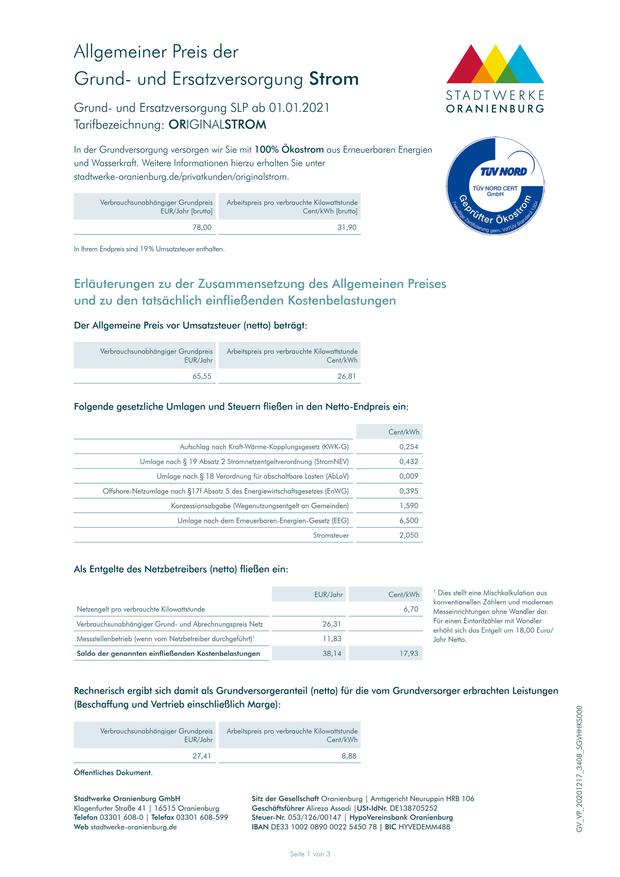 Allgemeiner Preis der
Grund- und Ersatzversorgung Strom
Grund- und Ersatzversorgung SLP ab 01.01.2021
Tarifbezeichnung: ORIGINALSTROM
STADTWERKE
ORANIENBURG
In der Grundversorgung versorgen wir Sie mit 100% Ökostrom aus Erneuerbaren Energien
und Wasserkraft. Weitere Informationen hierzu erhalten Sie unter
stadtwerke-oranienburg.de/privatkunden/originalstrom.
TÜV NORD
TÜV NORD CERT
GmbH
Geprüfter Ökostrom
Verbrauchsunabhängiger Grundpreis Arbeitspreis pro verbrauchte Kilowattstunde
EUR/Jahr [brutto] Cent/kWh [brutto]
78,00 31,90
In Ihrem Endpreis sind 19% Umsatzsteuer enthalten.
Erläuterungen zu der Zusammensetzung des Allgemeinen Preises
und zu den tatsächlich einfließenden Kostenbelastungen
Der Allgemeine Preis vor Umsatzsteuer (netto) beträgt:
Verbrauchsunabhängiger Grundpreis Arbeitspreis pro verbrauchte Kilowattstunde
EUR/Jahr Cent/kWh
65,55 26,81
Folgende gesetzliche Umlagen und Steuern fließen in den Netto-Endpreis ein:
Cent/kWh
Aufschlag nach Kraft-Wärme-Kopplungsgesetz (KWK-G) 0,254
Umlage nach § 19 Absatz 2 Stromnetzentgeltverordnung (StromNEV) 0,432
Umlage nach § 18 Verordnung für abschaltbare Lasten (AbLaV) 0,009
Offshore-Netzumlage nach §17f Absatz 5 des Energiewirtschaftsgesetzes (EnWG) 0,395
Konzessionsabgabe (Wegenutzungsentgelt an Gemeinden) 1,590
Umlage nach dem Erneuerbaren-Energien-Gesetz (EEG) 6,500
Stromsteuer 2,050
Als Entgelte des Netzbetreibers (netto) fließen ein:
EUR/Jahr Cent/kWh
Netzengelt pro verbrauchte Kilowattstunde 6,70
Verbrauchsunabhängiger Grund- und Abrechnungspreis Netz 26,31
Messstellenbetrieb (wenn vom Netzbetreiber durchgeführt)¹ 11,83
Saldo der genannten einfließenden Kostenbelastungen 38,14 17,93
¹ Dies stellt eine Mischkalkulation aus
konventionellen Zählern und modernen
Messeinrichtungen ohne Wandler dar.
Für einen Eintarifzähler mit Wandler
erhöht sich das Entgelt um 18,00 Euro/
Jahr Netto.
Rechnerisch ergibt sich damit als Grundversorgeranteil (netto) für die vom Grundversorger erbrachten Leistungen
(Beschaffung und Vertrieb einschließlich Marge):
Verbrauchsunabhängiger Grundpreis Arbeitspreis pro verbrauchte Kilowattstunde
EUR/Jahr Cent/kWh
27,41 8,88
Öffentliches Dokument.
Stadtwerke Oranienburg GmbH
Klagenfurter Straße 41 | 16515 Oranienburg
Telefon 03301 608-0 | Telefax 03301 608-599
Web stadtwerke-oranienburg.de
Sitz der Gesellschaft Oranienburg | Amtsgericht Neuruppin HRB 106
Geschäftsführer Alireza Assadi |USt-IdNr. DE138705252
Steuer-Nr. 053/126/00147 | HypoVereinsbank Oranienburg
IBAN DE33 1002 0890 0022 5450 78 | BIC HYVEDEMM488
GV_VP_20201217_3408_SGVHHKS000
Seite 1 von 3